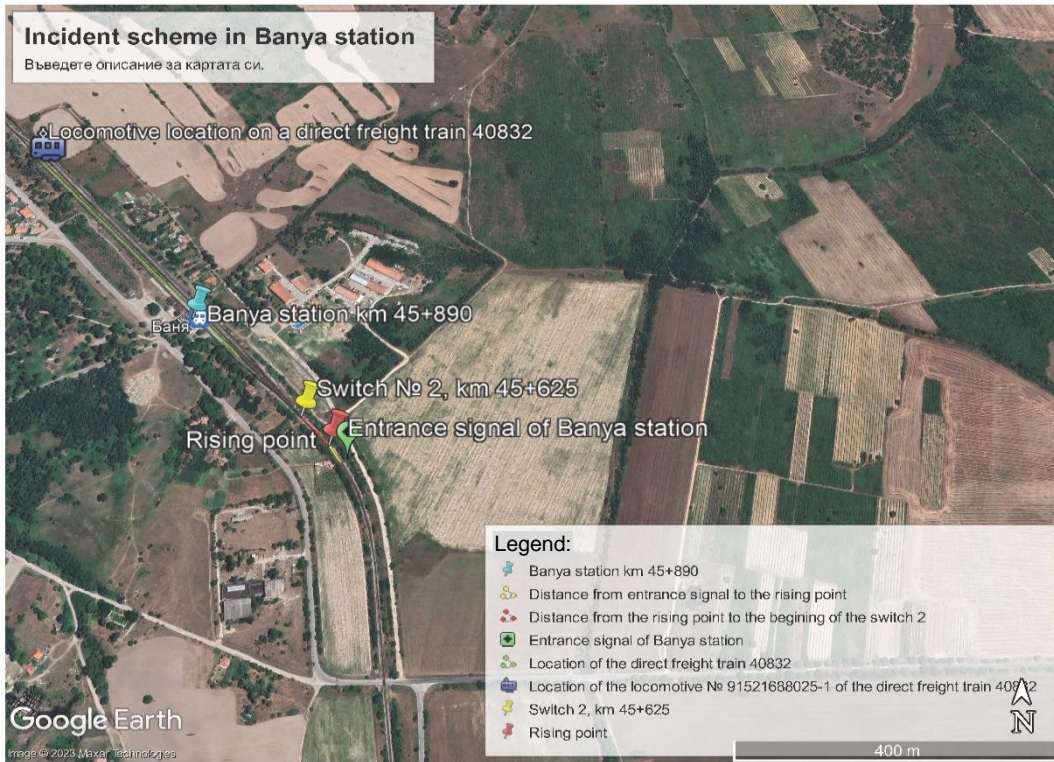 Incident scheme in Banya station
Въведете описание за картата си.
Locomotive location on a direct freight train 40832
Banya station km 45+890
Баня
Switch № 2, km 45+625
Entrance signal of Banya station
Rising point
Legend:
Banya station km 45+890
Distance from entrance signal to the rising point
Distance from the rising point to the begining of the switch 2
Entrance signal of Banya station
Location of the direct freight train 40832
Location of the locomotive № 91521688025-1 of the direct freight train 40832
Switch 2, km 45+625
Rising point
N
Google Earth
Image © 2023 Maxar Technologies
400 m